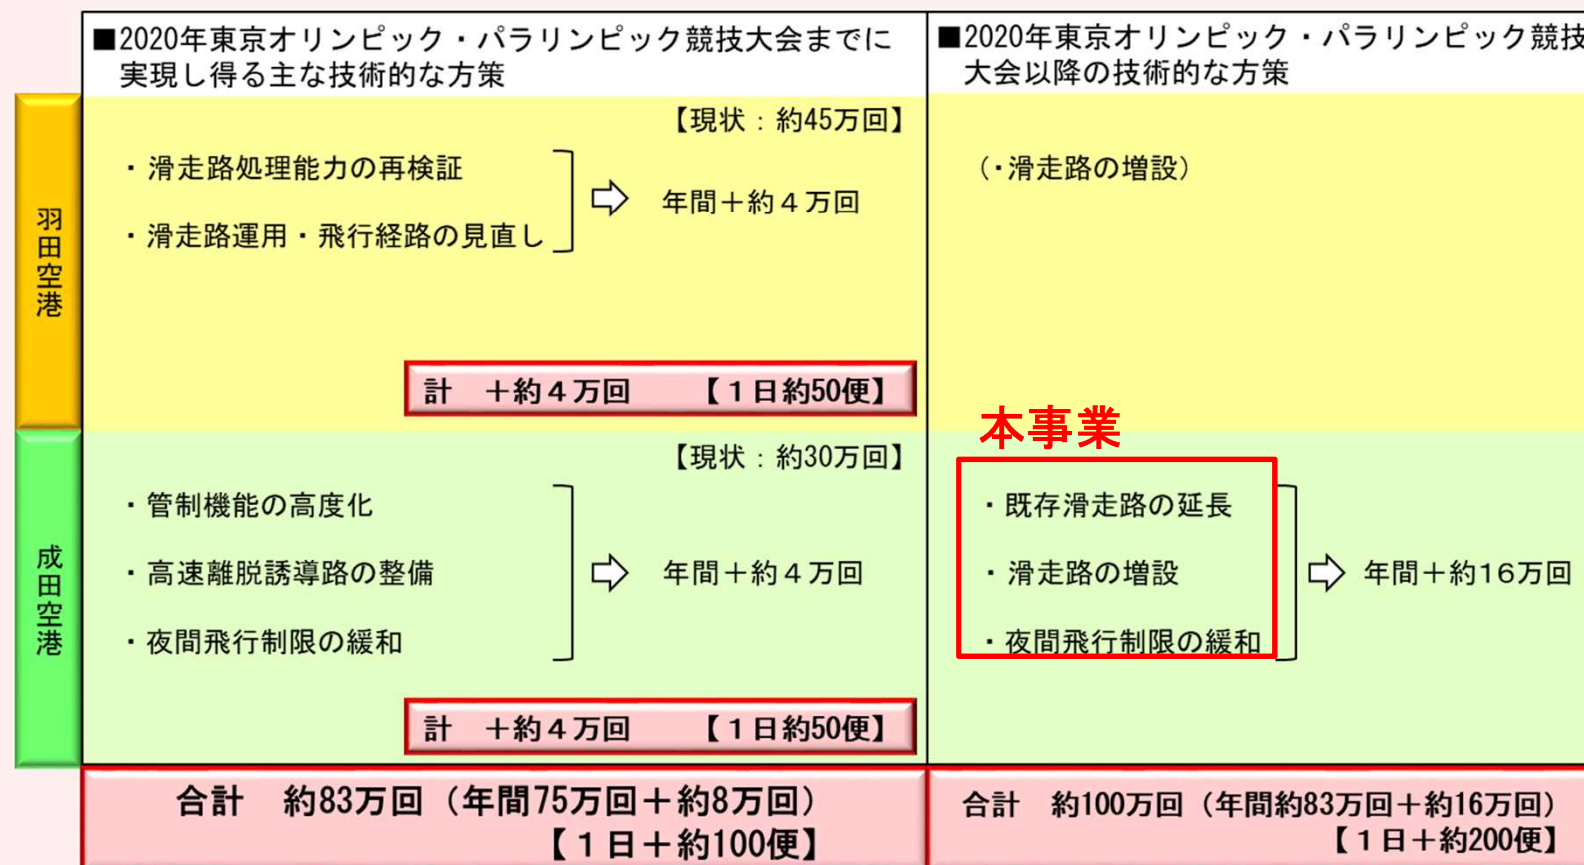 ■2020年東京オリンピック・パラリンピック競技大会までに
実現し得る主な技術的な方策
■2020年東京オリンピック・パラリンピック競技
大会以降の技術的な方策
羽田空港
【現状：約45万回】
・滑走路処理能力の再検証
・滑走路運用・飛行経路の見直し
年間＋約４万回
計　＋約４万回　【１日約50便】
（・滑走路の増設）
成田空港
【現状：約30万回】
・管制機能の高度化
・高速離脱誘導路の整備
・夜間飛行制限の緩和
年間＋約４万回
計　＋約４万回　【１日約50便】
本事業
・既存滑走路の延長
・滑走路の増設
・夜間飛行制限の緩和
年間＋約16万回
合計　約83万回（年間75万回＋約8万回）
【１日＋約100便】
合計　約100万回（年間約83万回＋約16万回）
【１日＋約200便】